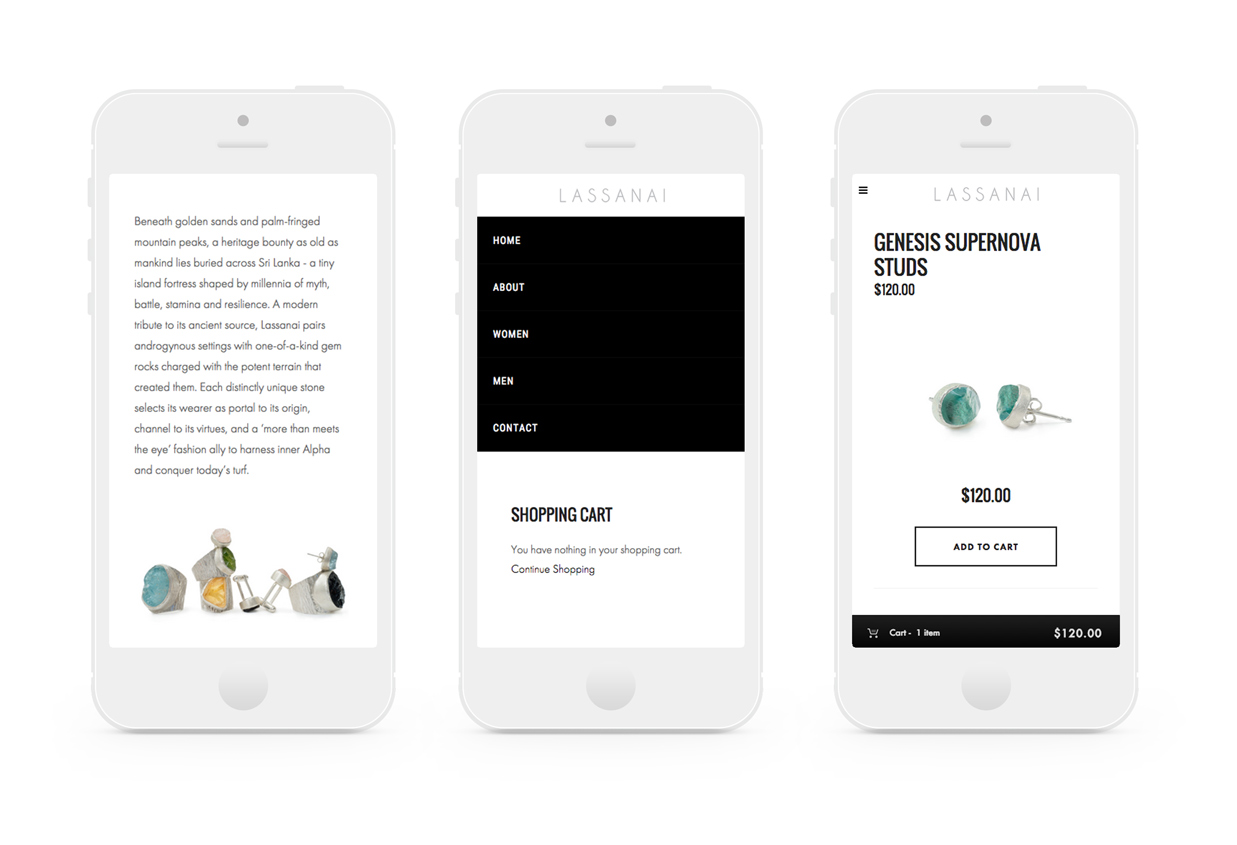 Beneath golden sands and palm-fringed
mountain peaks, a heritage bounty as old as
mankind lies buried across Sri Lanka - a tiny
island fortress shaped by millennia of myth,
battle, stamina and resilience. A modern
tribute to its ancient source, Lassanai pairs
androgynous settings with one-of-a-kind gem
rocks charged with the potent terrain that
created them. Each distinctly unique stone
selects its wearer as portal to its origin,
channel to its virtues, and a ‘more than meets
the eye’ fashion ally to harness inner Alpha
and conquer today’s turf.
LASSANAI
HOME
ABOUT
WOMEN
MEN
CONTACT
SHOPPING CART
You have nothing in your shopping cart.
Continue Shopping
LASSANAI
GENESIS SUPERNOVA
STUDS
$120.00
$120.00
ADD TO CART
Cart - 1 item $120.00